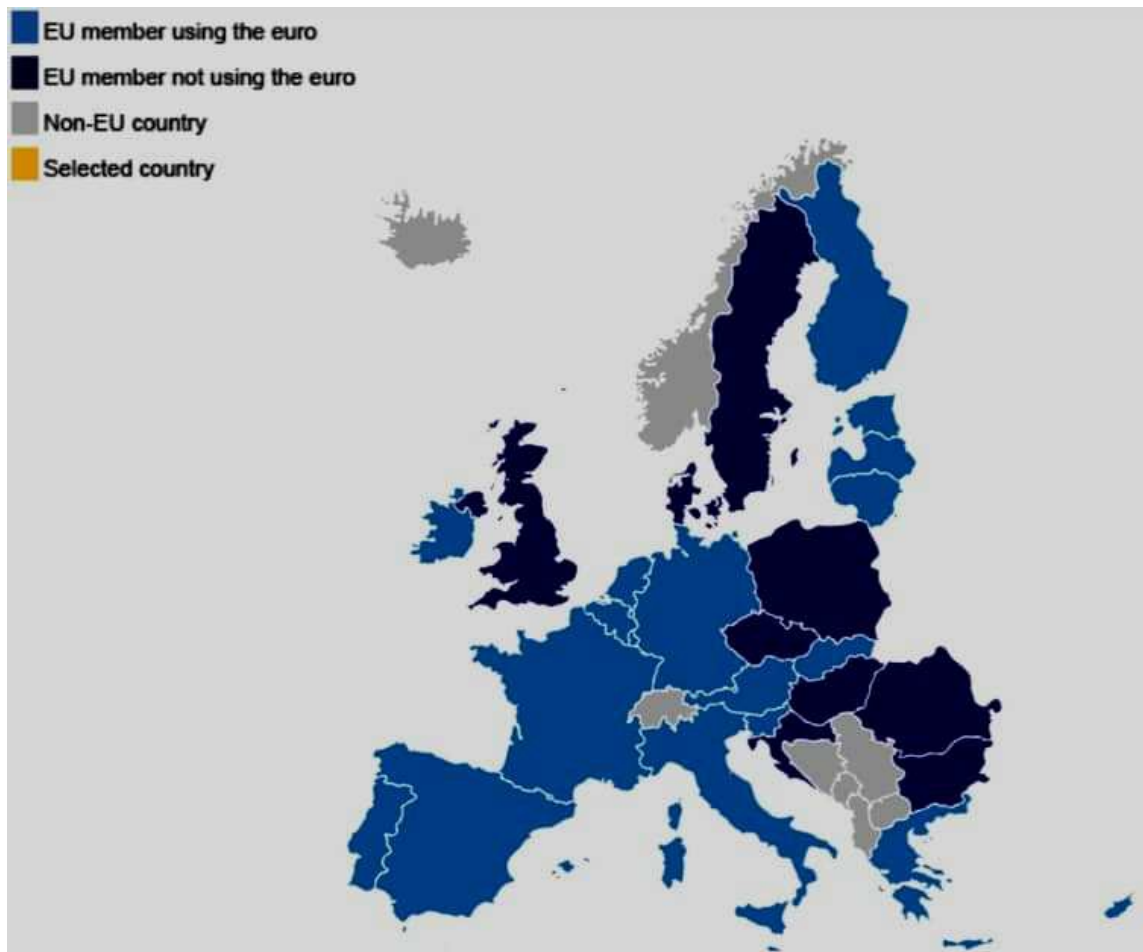 EU member using the euro
EU member not using the euro
Non-EU country
Selected country